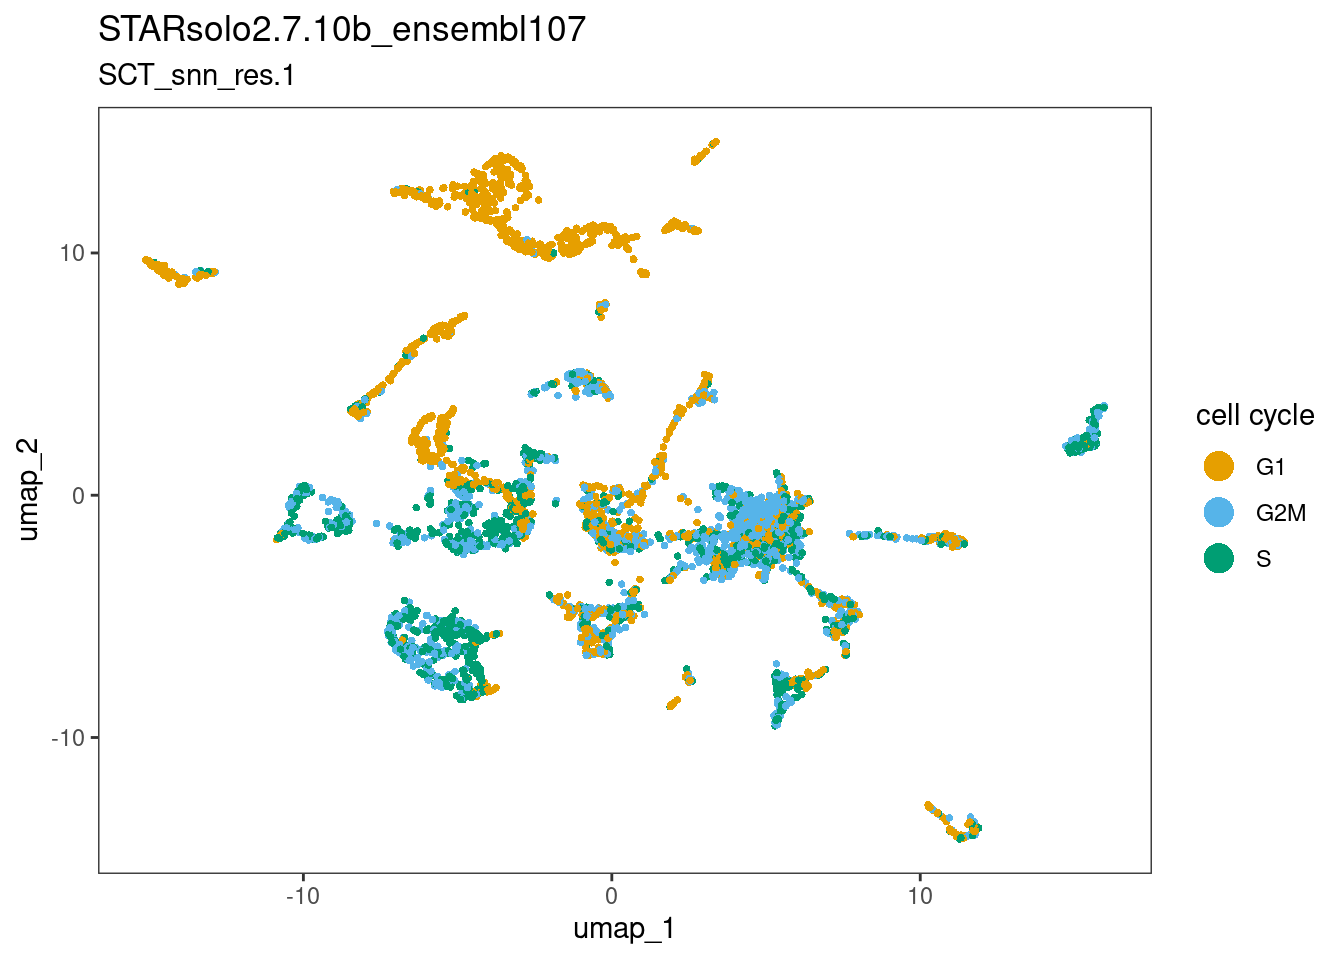 STARsolo2.7.10b_ensembl107
SCT_snn_res.1
10
0
-10
umap_2
-10
0
10
umap_1
cell cycle
G1
G2M
S